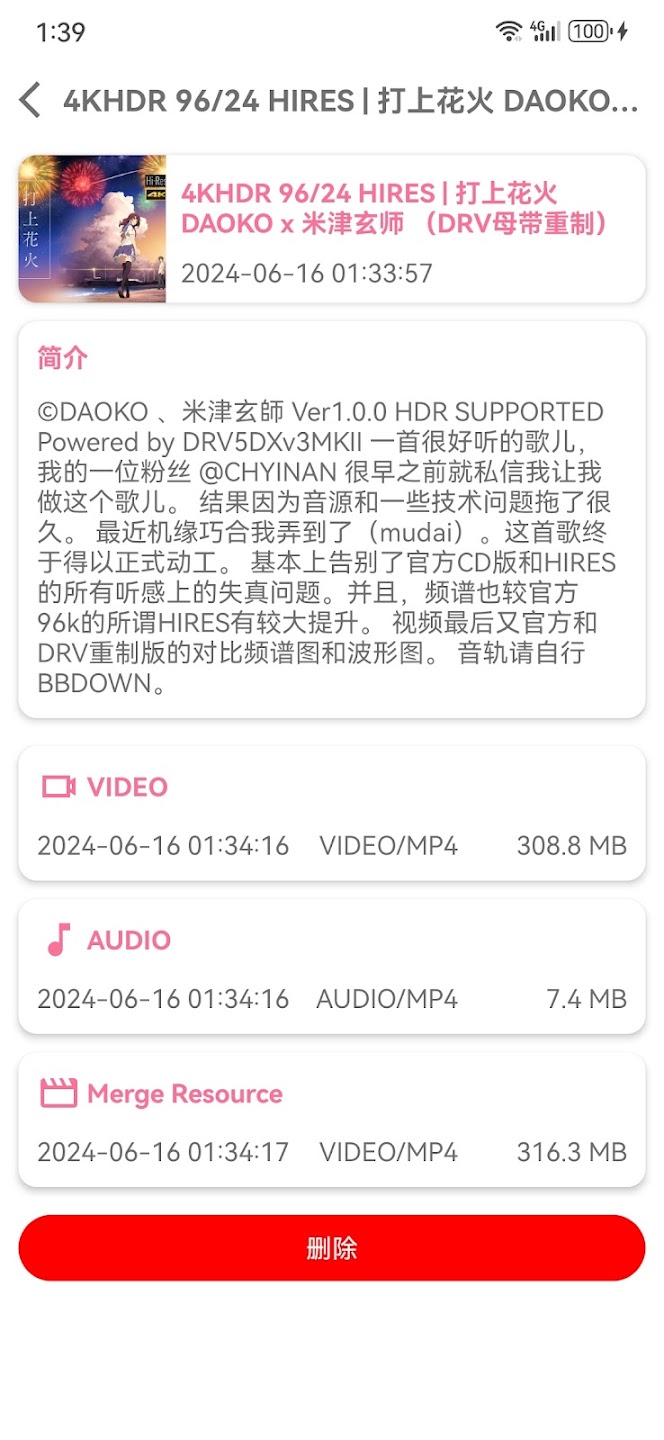 1:39
4G
100
4KHDR 96/24 HIRES | 打上花火 DAOKO...
打上花火
Hi-Res
4K
4KHDR 96/24 HIRES | 打上花火
DAOKO x 米津玄师 （DRV母带重制）
2024-06-16 01:33:57
简介
©DAOKO 、米津玄師 Ver1.0.0 HDR SUPPORTED
Powered by DRV5DXv3MKII 一首很好听的歌儿，
我的一位粉丝 @CHYINAN 很早之前就私信我让我
做这个歌儿。 结果因为音源和一些技术问题拖了很
久。 最近机缘巧合我弄到了（mudai）。这首歌终
于得以正式动工。 基本上告别了官方CD版和HIRES
的所有听感上的失真问题。并且，频谱也较官方
96k的所谓HIRES有较大提升。 视频最后又官方和
DRV重制版的对比频谱图和波形图。 音轨请自行
BBDOWN。
VIDEO
2024-06-16 01:34:16 VIDEO/MP4 308.8 MB
AUDIO
2024-06-16 01:34:16 AUDIO/MP4 7.4 MB
Merge Resource
2024-06-16 01:34:17 VIDEO/MP4 316.3 MB
删除